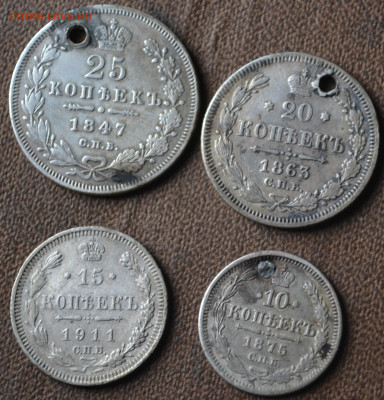 25
КОПѢЕКЪ
1847
С.П.Б.
· 20 ·
КОПѢЕКЪ
1863
С.П.Б.
· 15 ·
КОПѢЕКЪ
1911
С.П.Б.
· 10 ·
КОПѢЕКЪ
1875
С.П.Б.